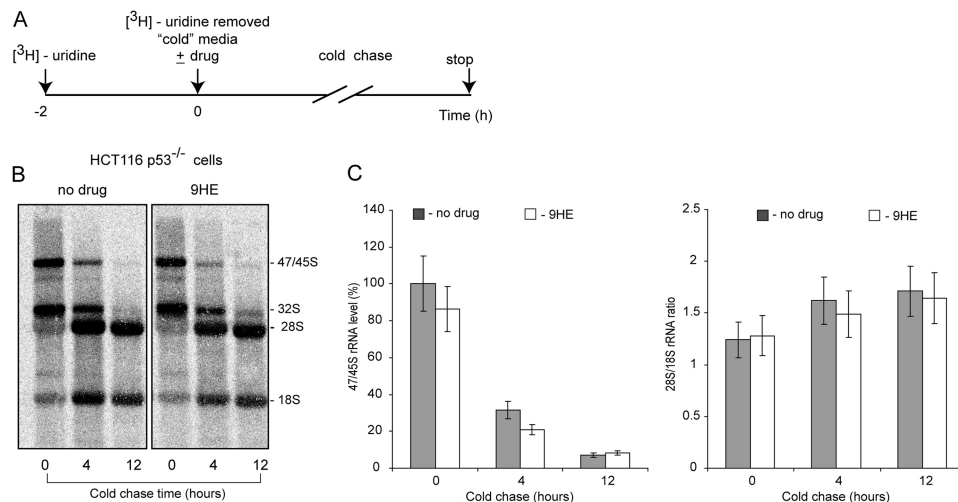 A
[³H] - uridine removed
"cold" media
± drug
[³H] - uridine
cold chase
stop
-2
0
Time (h)
HCT116 p53⁻/⁻ cells
B
no drug
9HE
- 47/45S
- 32S
- 28S
- 18S
0 4 12 0 4 12
Cold chase time (hours)
C
- no drug
- 9HE
140
120
100
80
60
40
20
0
47/45S rRNA level (%)
0 4 12
Cold chase (hours)
- no drug
- 9HE
2.5
2
1.5
1
0.5
0
28S/18S rRNA ratio
0 4 12
Cold chase (hours)